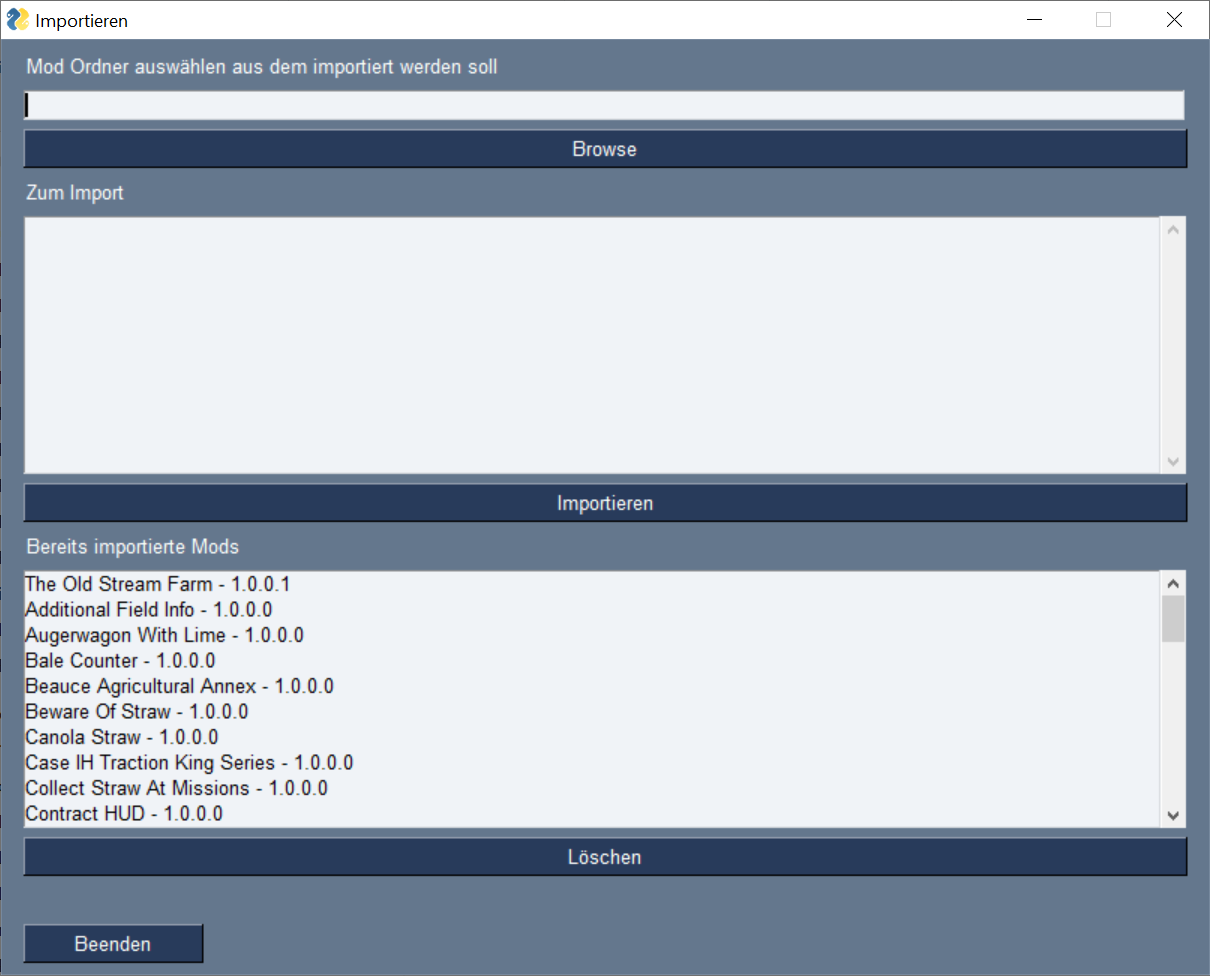 Importieren
Mod Ordner auswählen aus dem importiert werden soll
Browse
Zum Import
Importieren
Bereits importierte Mods
The Old Stream Farm - 1.0.0.1
Additional Field Info - 1.0.0.0
Augerwagon With Lime - 1.0.0.0
Bale Counter - 1.0.0.0
Beauce Agricultural Annex - 1.0.0.0
Beware Of Straw - 1.0.0.0
Canola Straw - 1.0.0.0
Case IH Traction King Series - 1.0.0.0
Collect Straw At Missions - 1.0.0.0
Contract HUD - 1.0.0.0
Löschen
Beenden